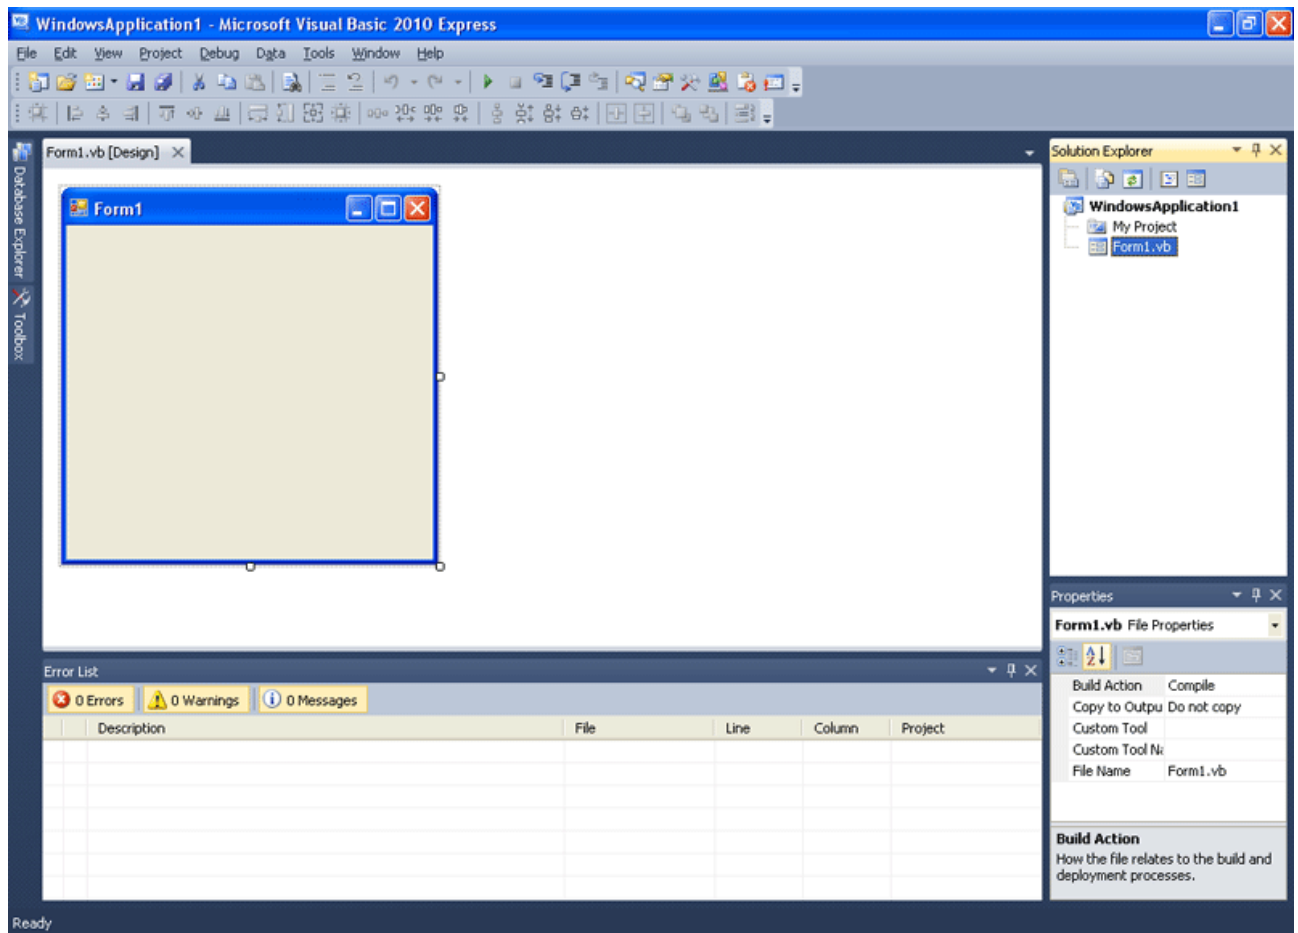 WindowsApplication1 - Microsoft Visual Basic 2010 Express
File Edit View Project Debug Data Tools Window Help
Database Explorer
Toolbox
Form1.vb [Design]
Form1
Solution Explorer
WindowsApplication1
My Project
Form1.vb
Properties
Form1.vb File Properties
Build Action Compile
Copy to Outpu Do not copy
Custom Tool
Custom Tool Na
File Name Form1.vb
Build Action
How the file relates to the build and
deployment processes.
Error List
0 Errors 0 Warnings 0 Messages
Description File Line Column Project
Ready